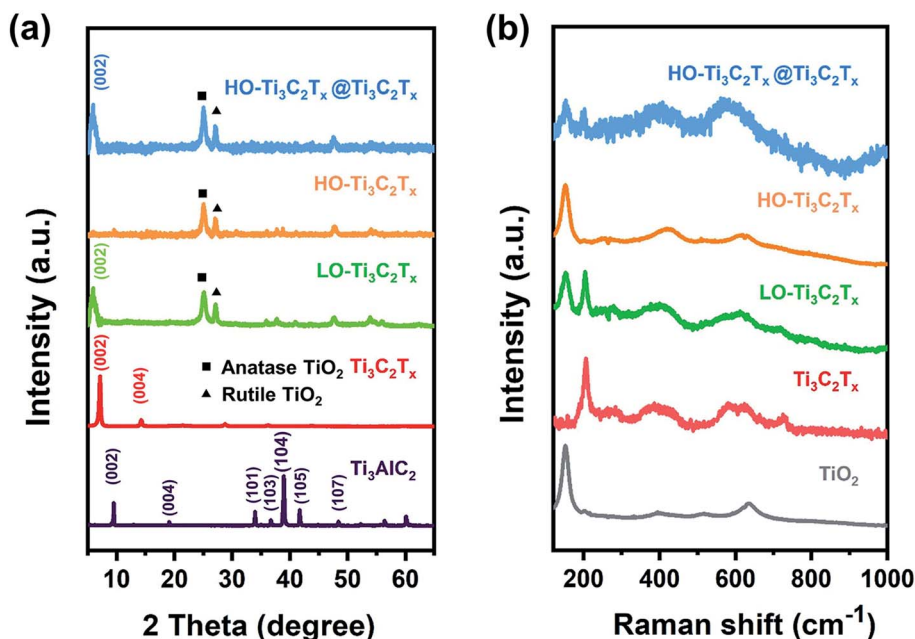 (a)
(002)
HO-Ti₃C₂Tₓ@Ti₃C₂Tₓ
■
▲
HO-Ti₃C₂Tₓ
■
▲
(002)
LO-Ti₃C₂Tₓ
■
▲
(002)
(004)
■ Anatase TiO₂
Ti₃C₂Tₓ
▲ Rutile TiO₂
(002)
(004)
(101)
(103)
(104)
(105)
(107)
Ti₃AlC₂
Intensity (a.u.)
10 20 30 40 50 60
2 Theta (degree)
(b)
HO-Ti₃C₂Tₓ@Ti₃C₂Tₓ
HO-Ti₃C₂Tₓ
LO-Ti₃C₂Tₓ
Ti₃C₂Tₓ
TiO₂
Intensity (a.u.)
200 400 600 800 1000
Raman shift (cm⁻¹)